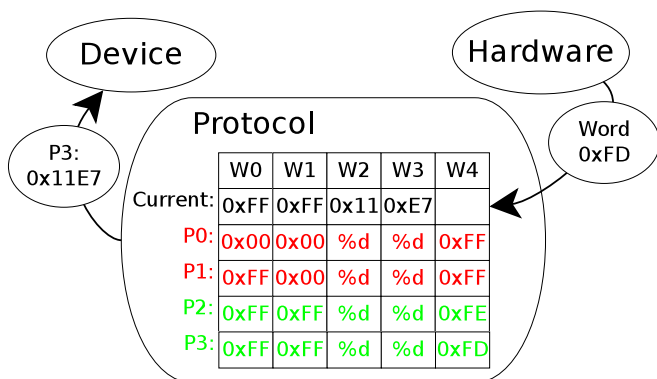 Device
Hardware
Protocol
Word
0xFD
P3:
0x11E7
W0 W1 W2 W3 W4
Current: 0xFF 0xFF 0x11 0xE7
P0: 0x00 0x00 %d %d 0xFF
P1: 0xFF 0x00 %d %d 0xFF
P2: 0xFF 0xFF %d %d 0xFE
P3: 0xFF 0xFF %d %d 0xFD